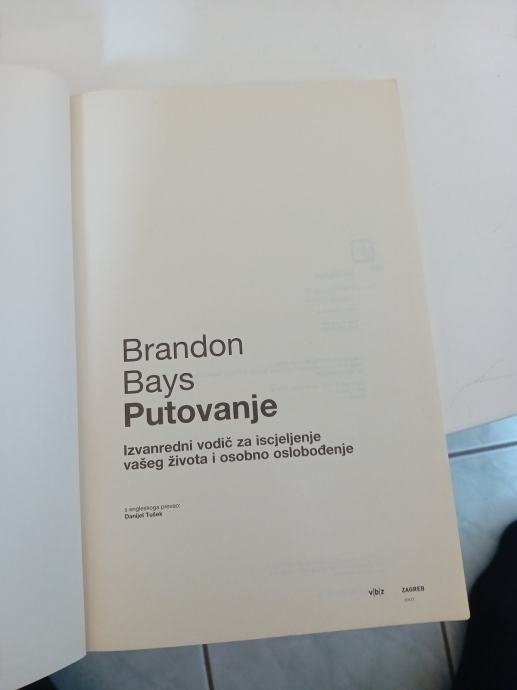 Brandon
Bays
Putovanje
Izvanredni vodič za iscjeljenje
vašeg života i osobno oslobođenje
s engleskoga preveo:
Danijel Tušek
v|b|z ZAGREB